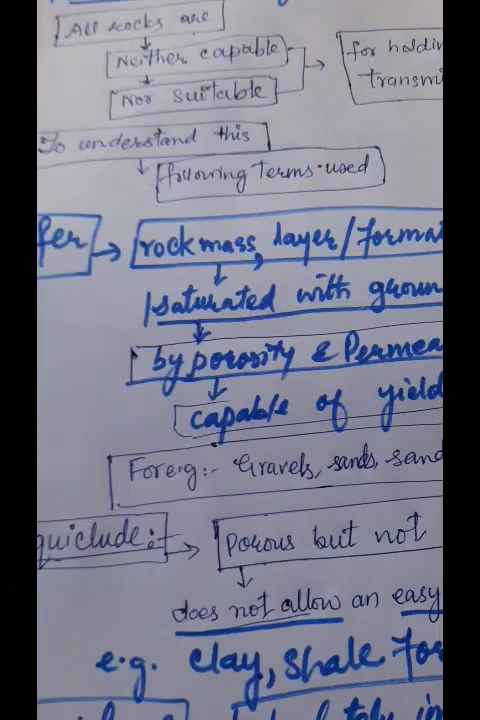 All rocks are
Neither capable
Nor suitable
for holdin
transmi
To understand this
following terms used
fer → rockmass, layer/format
saturated with groun
by porosity & Permea
capable of yield
For e.g:- Gravels, sands, sand
quiclude:- → Porous but not
does not allow an easy
e.g. clay, shale for